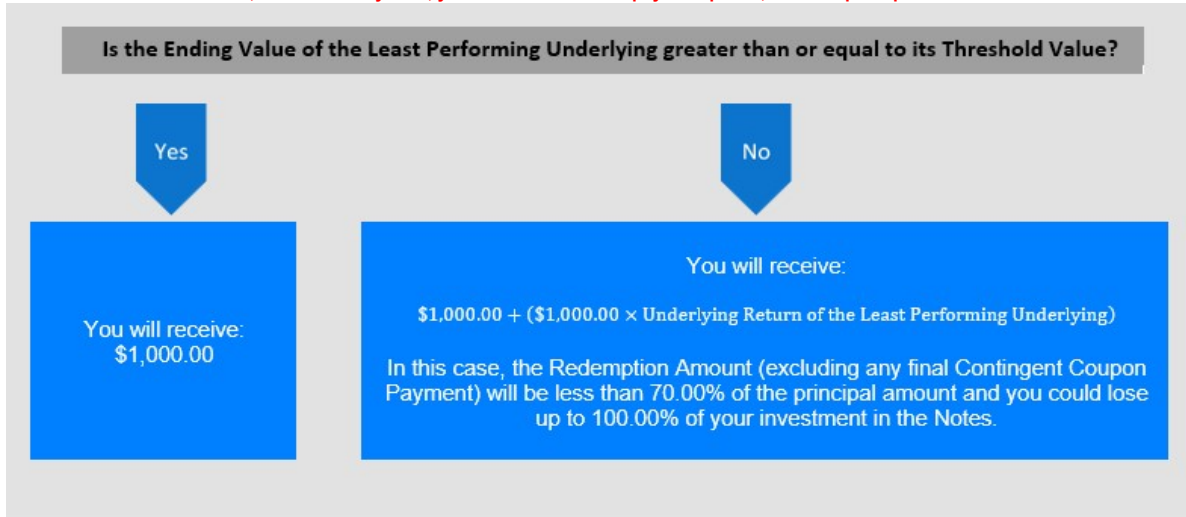 Is the Ending Value of the Least Performing Underlying greater than or equal to its Threshold Value?
Yes
No
You will receive:
$1,000.00
You will receive:
$1,000.00 + ($1,000.00 × Underlying Return of the Least Performing Underlying)
In this case, the Redemption Amount (excluding any final Contingent Coupon
Payment) will be less than 70.00% of the principal amount and you could lose
up to 100.00% of your investment in the Notes.